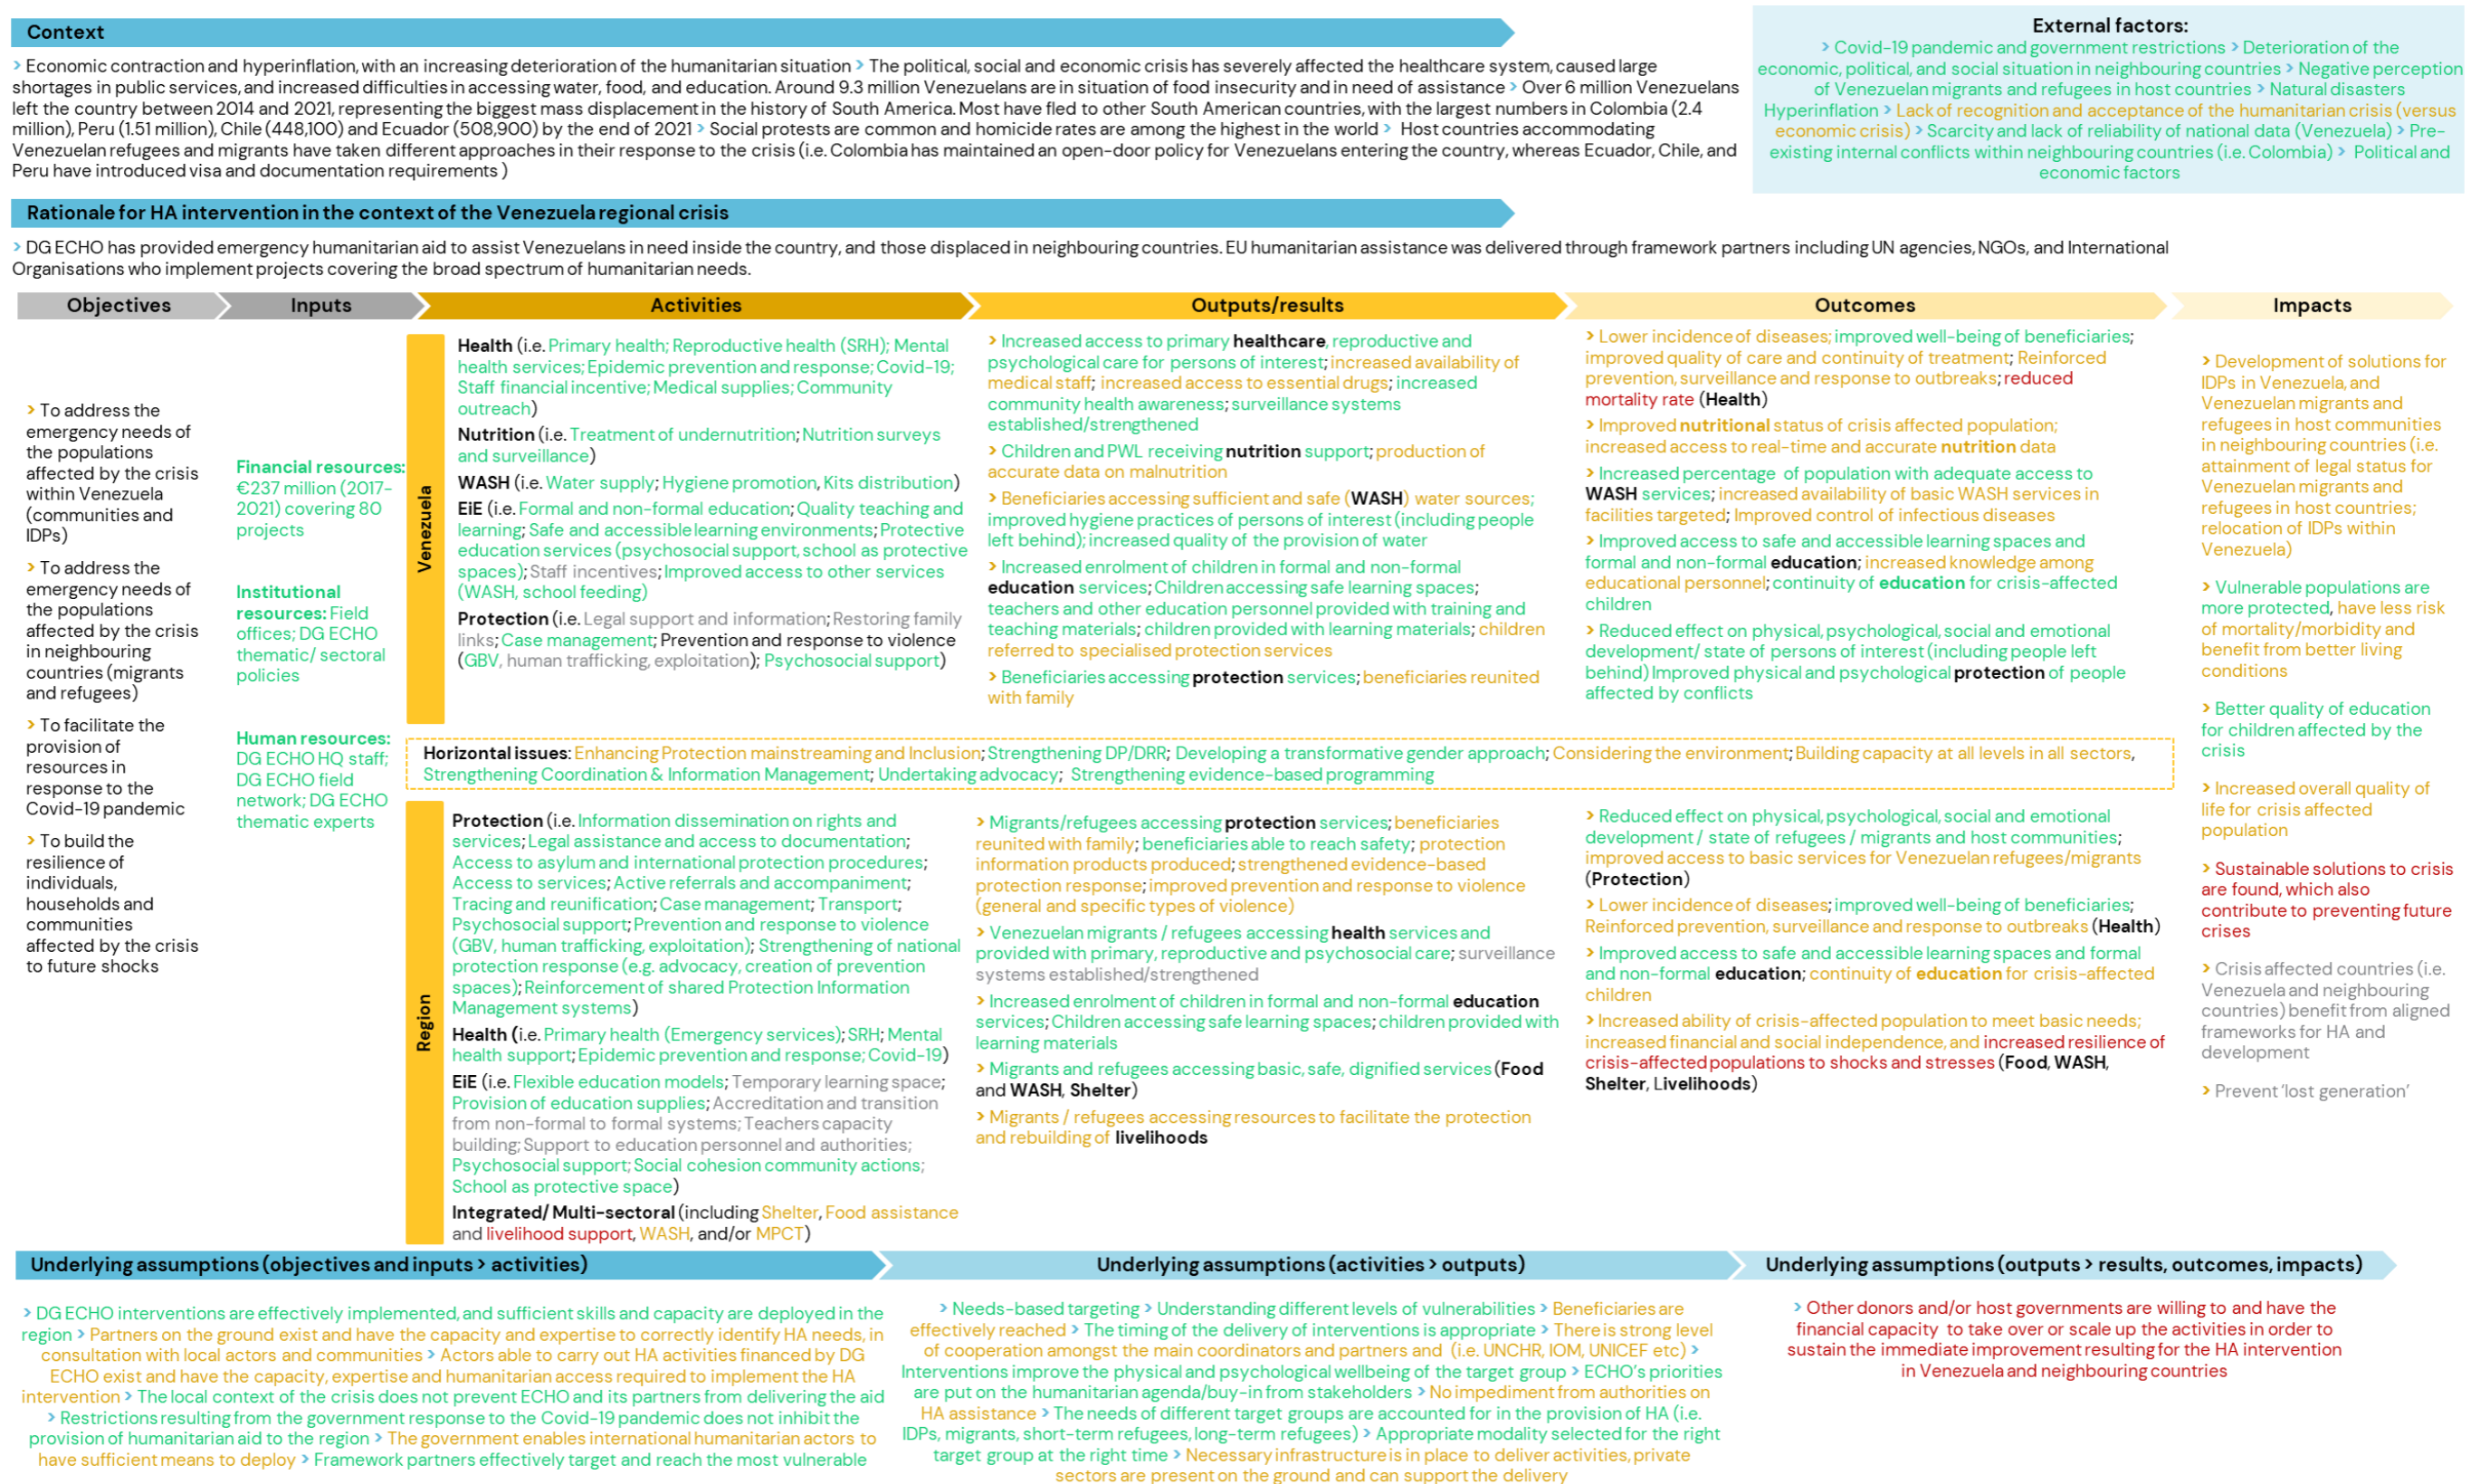 Context
> Economic contraction and hyperinflation, with an increasing deterioration of the humanitarian situation > The political, social and economic crisis has severely affected the healthcare system, caused large
shortages in public services, and increased difficulties in accessing water, food, and education. Around 9.3 million Venezuelans are in situation of food insecurity and in need of assistance > Over 6 million Venezuelans
left the country between 2014 and 2021, representing the biggest mass displacement in the history of South America. Most have fled to other South American countries, with the largest numbers in Colombia (2.4
million), Peru (1.51 million), Chile (448,100) and Ecuador (508,900) by the end of 2021 > Social protests are common and homicide rates are among the highest in the world > Host countries accommodating
Venezuelan refugees and migrants have taken different approaches in their response to the crisis (i.e. Colombia has maintained an open-door policy for Venezuelans entering the country, whereas Ecuador, Chile, and
Peru have introduced visa and documentation requirements )
External factors:
> Covid-19 pandemic and government restrictions > Deterioration of the
economic, political, and social situation in neighbouring countries > Negative perception
of Venezuelan migrants and refugees in host countries > Natural disasters
Hyperinflation > Lack of recognition and acceptance of the humanitarian crisis (versus
economic crisis) > Scarcity and lack of reliability of national data (Venezuela) > Pre-
existing internal conflicts within neighbouring countries (i.e. Colombia) > Political and
economic factors
Rationale for HA intervention in the context of the Venezuela regional crisis
> DG ECHO has provided emergency humanitarian aid to assist Venezuelans in need inside the country, and those displaced in neighbouring countries. EU humanitarian assistance was delivered through framework partners including UN agencies, NGOs, and International
Organisations who implement projects covering the broad spectrum of humanitarian needs.
Objectives
> To address the
emergency needs of
the populations
affected by the crisis
within Venezuela
(communities and
IDPs)
> To address the
emergency needs of
the populations
affected by the crisis
in neighbouring
countries (migrants
and refugees)
> To facilitate the
provision of
resources in
response to the
Covid-19 pandemic
> To build the
resilience of
individuals,
households and
communities
affected by the crisis
to future shocks
Inputs
Financial resources:
€237 million (2017-
2021) covering 80
projects
Institutional
resources: Field
offices; DG ECHO
thematic/ sectoral
policies
Human resources:
DG ECHO HQ staff;
DG ECHO field
network; DG ECHO
thematic experts
Activities
Venezuela
Health (i.e. Primary health; Reproductive health (SRH); Mental
health services; Epidemic prevention and response; Covid-19;
Staff financial incentive; Medical supplies; Community
outreach)
Nutrition (i.e. Treatment of undernutrition; Nutrition surveys
and surveillance)
WASH (i.e. Water supply; Hygiene promotion, Kits distribution)
EiE (i.e. Formal and non-formal education; Quality teaching and
learning; Safe and accessible learning environments; Protective
education services (psychosocial support, school as protective
spaces); Staff incentives; Improved access to other services
(WASH, school feeding)
Protection (i.e. Legal support and information; Restoring family
links; Case management; Prevention and response to violence
(GBV, human trafficking, exploitation); Psychosocial support)
Outputs/results
> Increased access to primary healthcare, reproductive and
psychological care for persons of interest; increased availability of
medical staff; increased access to essential drugs; increased
community health awareness; surveillance systems
established/strengthened
> Children and PWL receiving nutrition support; production of
accurate data on malnutrition
> Beneficiaries accessing sufficient and safe (WASH) water sources;
improved hygiene practices of persons of interest (including people
left behind); increased quality of the provision of water
> Increased enrolment of children in formal and non-formal
education services; Children accessing safe learning spaces;
teachers and other education personnel provided with training and
teaching materials; children provided with learning materials; children
referred to specialised protection services
> Beneficiaries accessing protection services; beneficiaries reunited
with family
Outcomes
> Lower incidence of diseases; improved well-being of beneficiaries;
improved quality of care and continuity of treatment; Reinforced
prevention, surveillance and response to outbreaks; reduced
mortality rate (Health)
> Improved nutritional status of crisis affected population;
increased access to real-time and accurate nutrition data
> Increased percentage of population with adequate access to
WASH services; increased availability of basic WASH services in
facilities targeted; Improved control of infectious diseases
> Improved access to safe and accessible learning spaces and
formal and non-formal education; increased knowledge among
educational personnel; continuity of education for crisis-affected
children
> Reduced effect on physical, psychological, social and emotional
development/ state of persons of interest (including people left
behind) Improved physical and psychological protection of people
affected by conflicts
Impacts
> Development of solutions for
IDPs in Venezuela, and
Venezuelan migrants and
refugees in host communities
in neighbouring countries (i.e.
attainment of legal status for
Venezuelan migrants and
refugees in host countries;
relocation of IDPs within
Venezuela)
> Vulnerable populations are
more protected, have less risk
of mortality/morbidity and
benefit from better living
conditions
> Better quality of education
for children affected by the
crisis
> Increased overall quality of
life for crisis affected
population
> Sustainable solutions to crisis
are found, which also
contribute to preventing future
crises
> Crisis affected countries (i.e.
Venezuela and neighbouring
countries) benefit from aligned
frameworks for HA and
development
> Prevent 'lost generation'
Horizontal issues: Enhancing Protection mainstreaming and Inclusion; Strengthening DP/DRR; Developing a transformative gender approach; Considering the environment; Building capacity at all levels in all sectors,
Strengthening Coordination & Information Management; Undertaking advocacy; Strengthening evidence-based programming
Region
Protection (i.e. Information dissemination on rights and
services; Legal assistance and access to documentation;
Access to asylum and international protection procedures;
Access to services; Active referrals and accompaniment;
Tracing and reunification; Case management; Transport;
Psychosocial support; Prevention and response to violence
(GBV, human trafficking, exploitation); Strengthening of national
protection response (e.g. advocacy, creation of prevention
spaces); Reinforcement of shared Protection Information
Management systems)
Health (i.e. Primary health (Emergency services); SRH; Mental
health support; Epidemic prevention and response; Covid-19)
EiE (i.e. Flexible education models; Temporary learning space;
Provision of education supplies; Accreditation and transition
from non-formal to formal systems; Teachers capacity
building; Support to education personnel and authorities;
Psychosocial support; Social cohesion community actions;
School as protective space)
Integrated/ Multi-sectoral (including Shelter, Food assistance
and livelihood support, WASH, and/or MPCT)
> Migrants/refugees accessing protection services; beneficiaries
reunited with family; beneficiaries able to reach safety; protection
information products produced; strengthened evidence-based
protection response; improved prevention and response to violence
(general and specific types of violence)
> Venezuelan migrants / refugees accessing health services and
provided with primary, reproductive and psychosocial care; surveillance
systems established/strengthened
> Increased enrolment of children in formal and non-formal education
services; Children accessing safe learning spaces; children provided with
learning materials
> Migrants and refugees accessing basic, safe, dignified services (Food
and WASH, Shelter)
> Migrants / refugees accessing resources to facilitate the protection
and rebuilding of livelihoods
> Reduced effect on physical, psychological, social and emotional
development / state of refugees / migrants and host communities;
improved access to basic services for Venezuelan refugees/migrants
(Protection)
> Lower incidence of diseases; improved well-being of beneficiaries;
Reinforced prevention, surveillance and response to outbreaks (Health)
> Improved access to safe and accessible learning spaces and formal
and non-formal education; continuity of education for crisis-affected
children
> Increased ability of crisis-affected population to meet basic needs;
increased financial and social independence, and increased resilience of
crisis-affected populations to shocks and stresses (Food, WASH,
Shelter, Livelihoods)
Underlying assumptions (objectives and inputs > activities)
> DG ECHO interventions are effectively implemented, and sufficient skills and capacity are deployed in the
region > Partners on the ground exist and have the capacity and expertise to correctly identify HA needs, in
consultation with local actors and communities > Actors able to carry out HA activities financed by DG
ECHO exist and have the capacity, expertise and humanitarian access required to implement the HA
intervention > The local context of the crisis does not prevent ECHO and its partners from delivering the aid
> Restrictions resulting from the government response to the Covid-19 pandemic does not inhibit the
provision of humanitarian aid to the region > The government enables international humanitarian actors to
have sufficient means to deploy > Framework partners effectively target and reach the most vulnerable
Underlying assumptions (activities > outputs)
> Needs-based targeting > Understanding different levels of vulnerabilities > Beneficiaries are
effectively reached > The timing of the delivery of interventions is appropriate > There is strong level
of cooperation amongst the main coordinators and partners and (i.e. UNCHR, IOM, UNICEF etc) >
Interventions improve the physical and psychological wellbeing of the target group > ECHO's priorities
are put on the humanitarian agenda/buy-in from stakeholders > No impediment from authorities on
HA assistance > The needs of different target groups are accounted for in the provision of HA (i.e.
IDPs, migrants, short-term refugees, long-term refugees) > Appropriate modality selected for the right
target group at the right time > Necessary infrastructure is in place to deliver activities, private
sectors are present on the ground and can support the delivery
Underlying assumptions (outputs > results, outcomes, impacts)
> Other donors and/or host governments are willing to and have the
financial capacity to take over or scale up the activities in order to
sustain the immediate improvement resulting for the HA intervention
in Venezuela and neighbouring countries